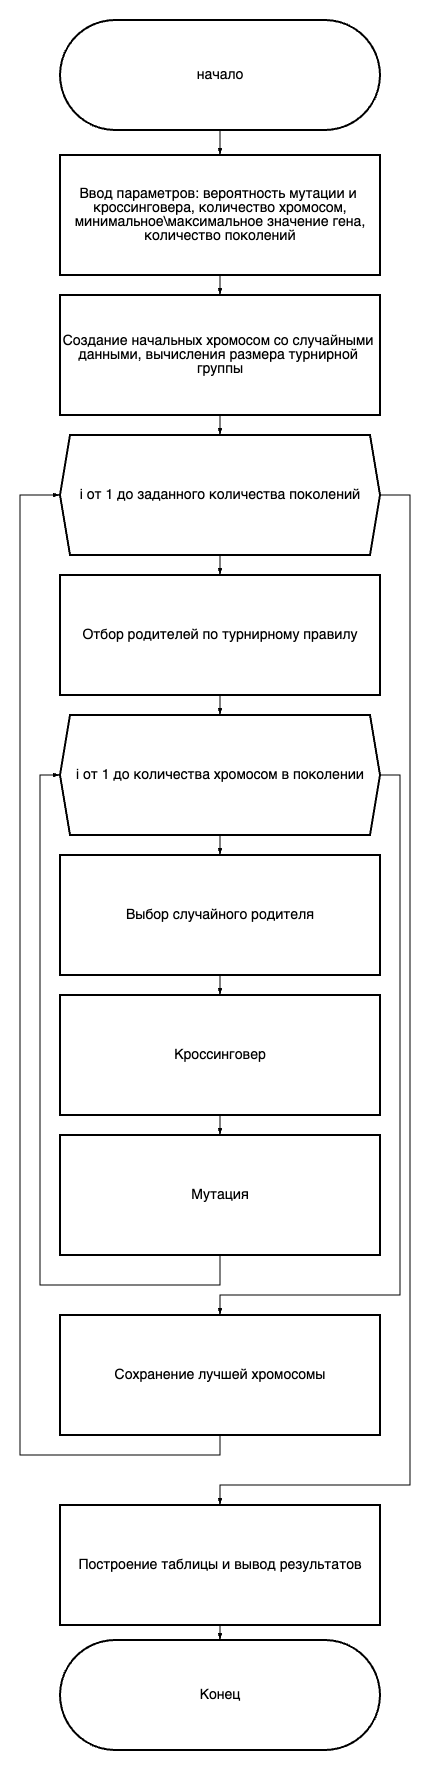 начало
Ввод параметров: вероятность мутации и
кроссинговера, количество хромосом,
минимальное\максимальное значение гена,
количество поколений
Создание начальных хромосом со случайными
данными, вычисления размера турнирной
группы
i от 1 до заданного количества поколений
Отбор родителей по турнирному правилу
i от 1 до количества хромосом в поколении
Выбор случайного родителя
Кроссинговер
Мутация
Сохранение лучшей хромосомы
Построение таблицы и вывод результатов
Конец